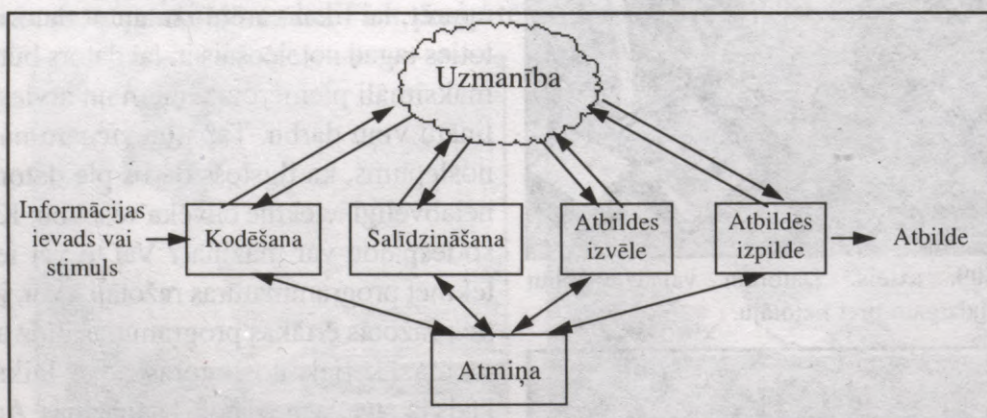 Uzmanība
Informācijas
ievads vai
stimuls
Kodēšana
Salīdzināšana
Atbildes
izvēle
Atbildes
izpilde
Atbilde
Atmiņa